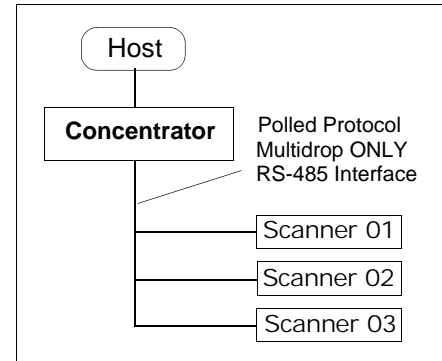 Host
Concentrator
Polled Protocol
Multidrop ONLY
RS-485 Interface
Scanner 01
Scanner 02
Scanner 03